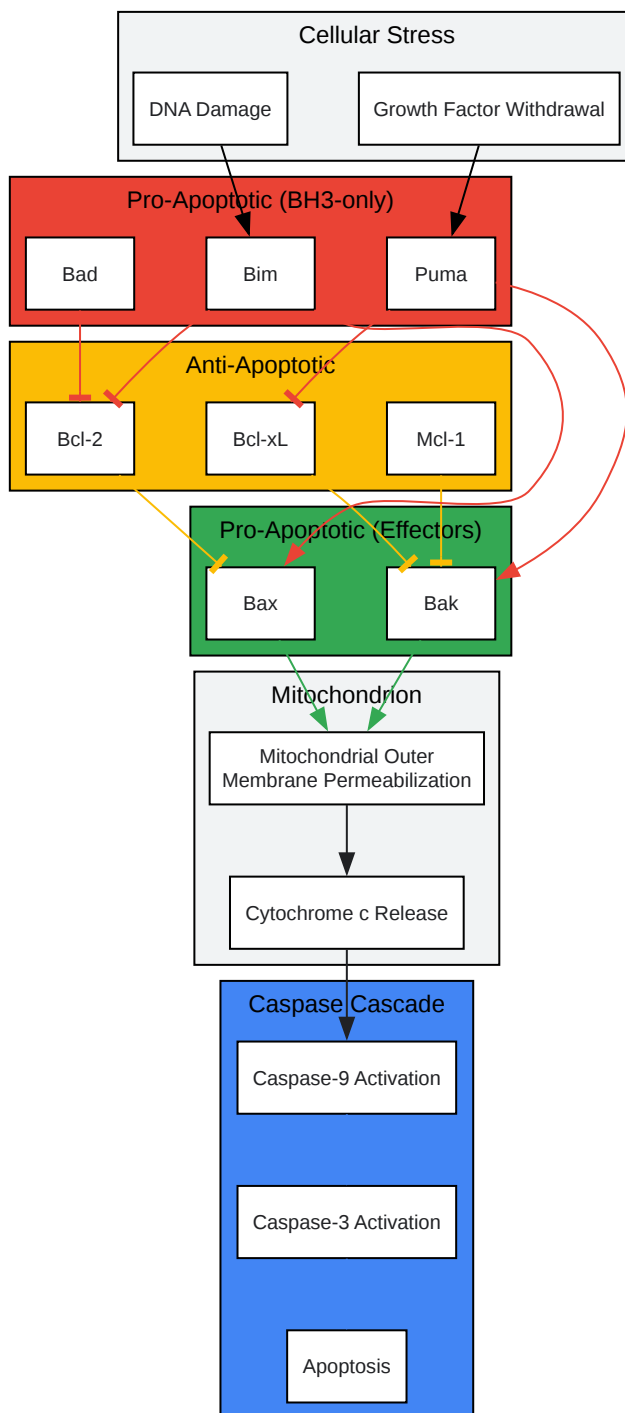 Cellular Stress
DNA Damage
Growth Factor Withdrawal
Pro-Apoptotic (BH3-only)
Bad
Bim
Puma
Anti-Apoptotic
Bcl-2
Bcl-xL
Mcl-1
Pro-Apoptotic (Effectors)
Bax
Bak
Mitochondrion
Mitochondrial Outer
Membrane Permeabilization
Cytochrome c Release
Caspase Cascade
Caspase-9 Activation
Caspase-3 Activation
Apoptosis